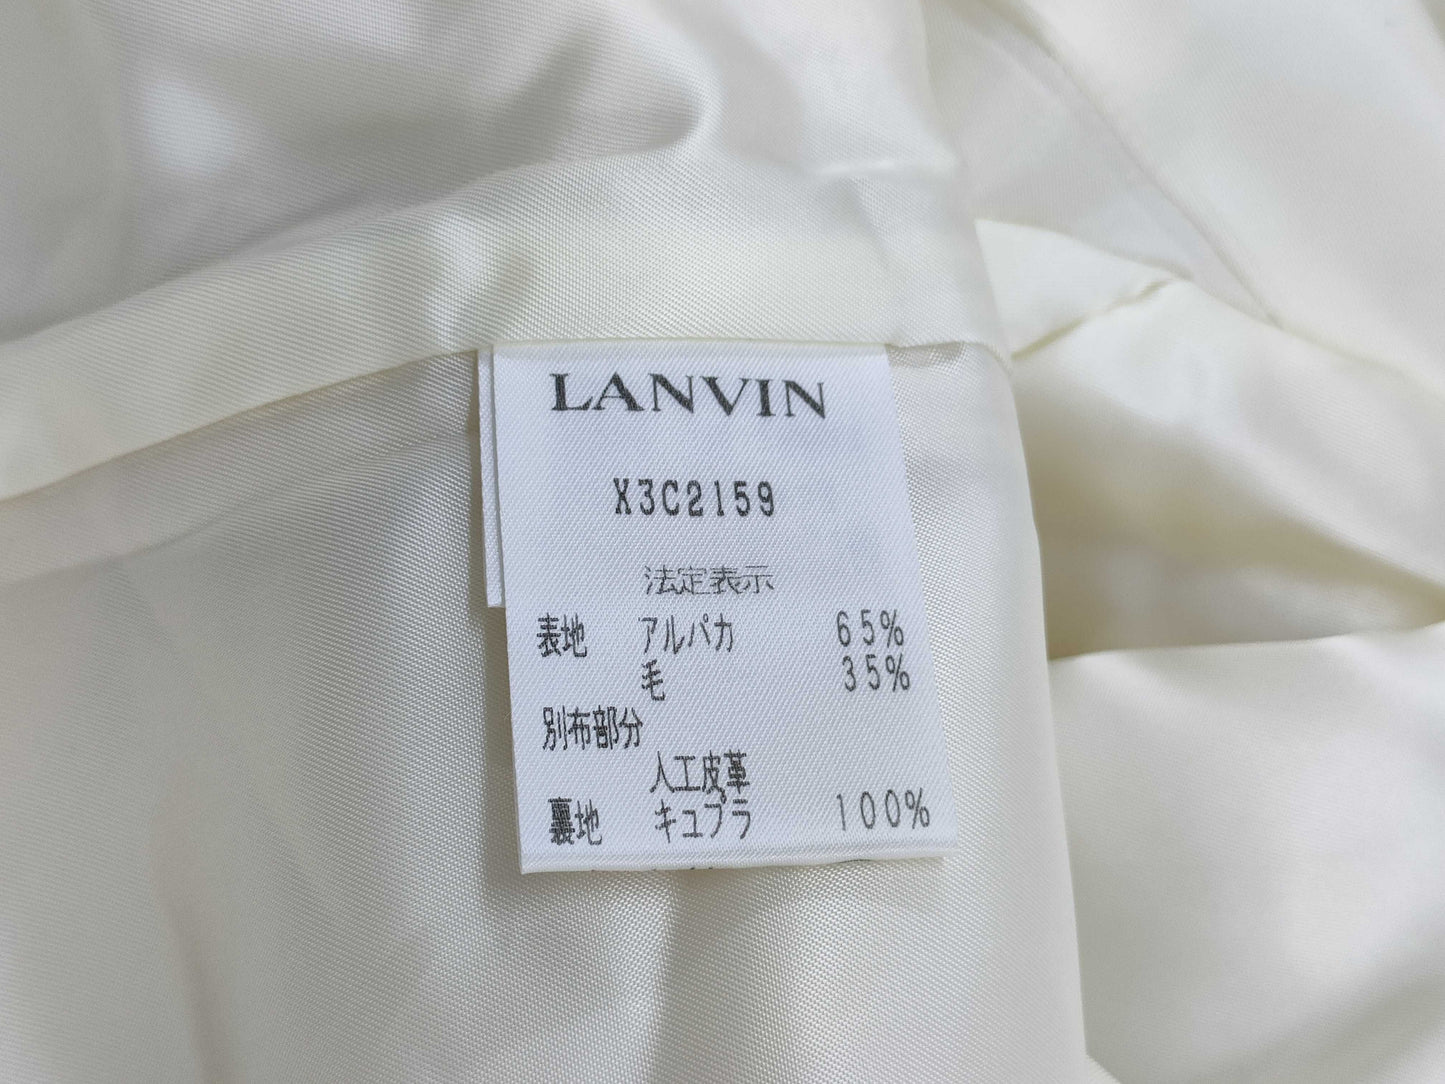 LANVIN
X3C2159
法定表示
表地 アルパカ 65%
毛 35%
別布部分
人工皮革
裏地 キュプラ 100%